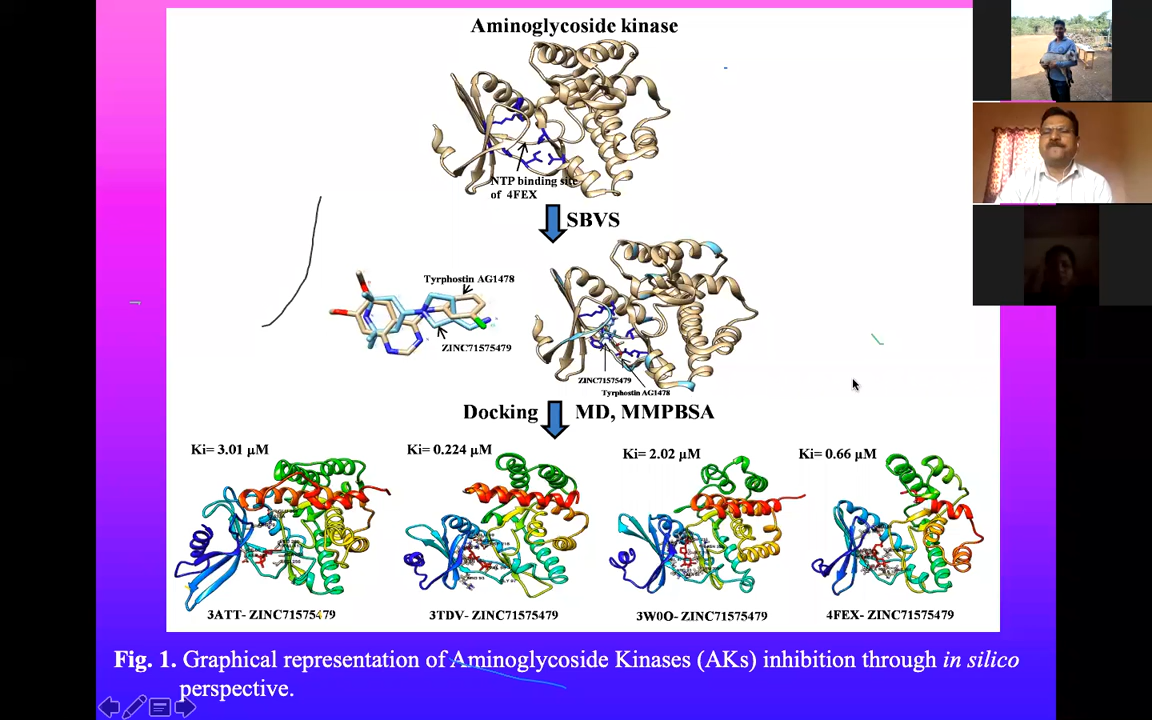 Aminoglycoside kinase
NTP binding site
of 4FEX
SBVS
Tyrphostin AG1478
ZINC71575479
ZINC71575479
Tyrphostin AG1478
Docking MD, MMPBSA
Ki= 3.01 µM Ki= 0.224 µM Ki= 2.02 µM Ki= 0.66 µM
3ATT- ZINC71575479 3TDV- ZINC71575479 3W0O- ZINC71575479 4FEX- ZINC71575479
Fig. 1. Graphical representation of Aminoglycoside Kinases (AKs) inhibition through in silico
perspective.